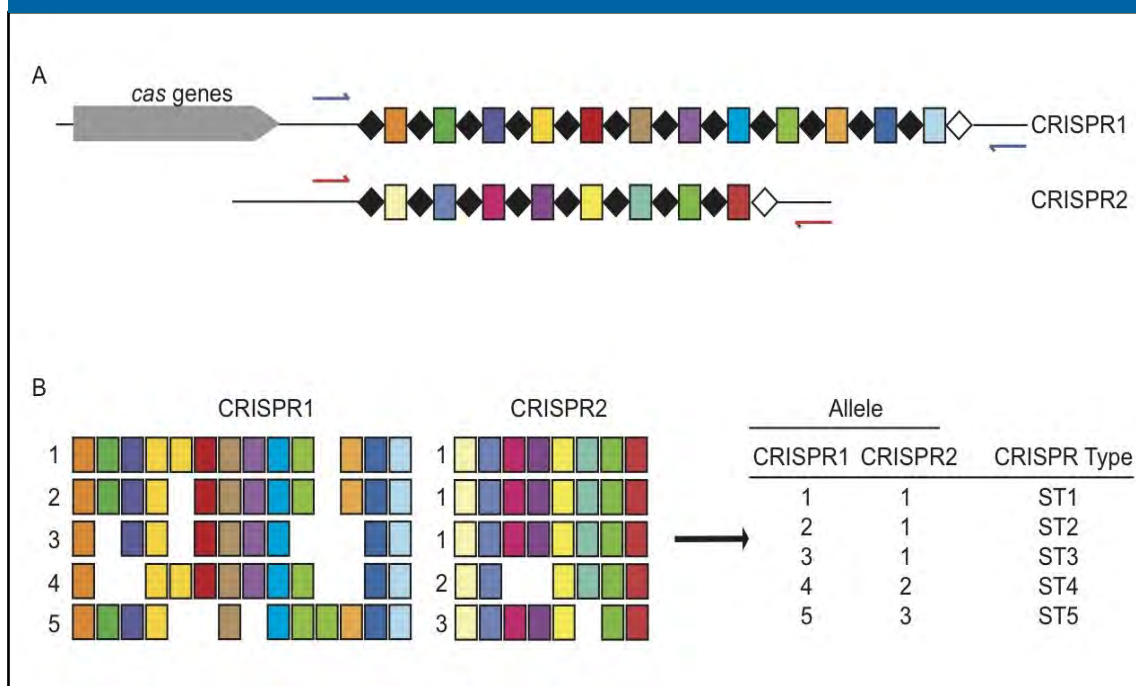 A
cas genes
CRISPR1
CRISPR2
B
CRISPR1 CRISPR2
1 1
2 1
3 1
4 2
5 3
Allele
CRISPR1 CRISPR2 CRISPR Type
1 1 ST1
2 1 ST2
3 1 ST3
4 2 ST4
5 3 ST5